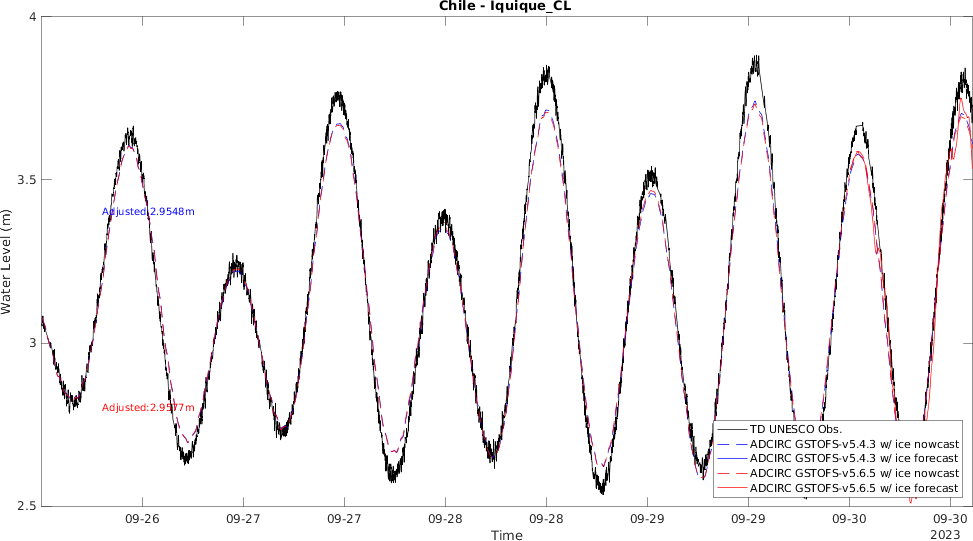 Chile - Iquique_CL
4
3.5
3
2.5
Water Level (m)
Adjusted:2.9548m
Adjusted:2.9577m
TD UNESCO Obs.
ADCIRC GSTOFS-v5.4.3 w/ ice nowcast
ADCIRC GSTOFS-v5.4.3 w/ ice forecast
ADCIRC GSTOFS-v5.6.5 w/ ice nowcast
ADCIRC GSTOFS-v5.6.5 w/ ice forecast
09-26 09-27 09-27 09-28 09-28 09-29 09-29 09-30 09-30
2023
Time